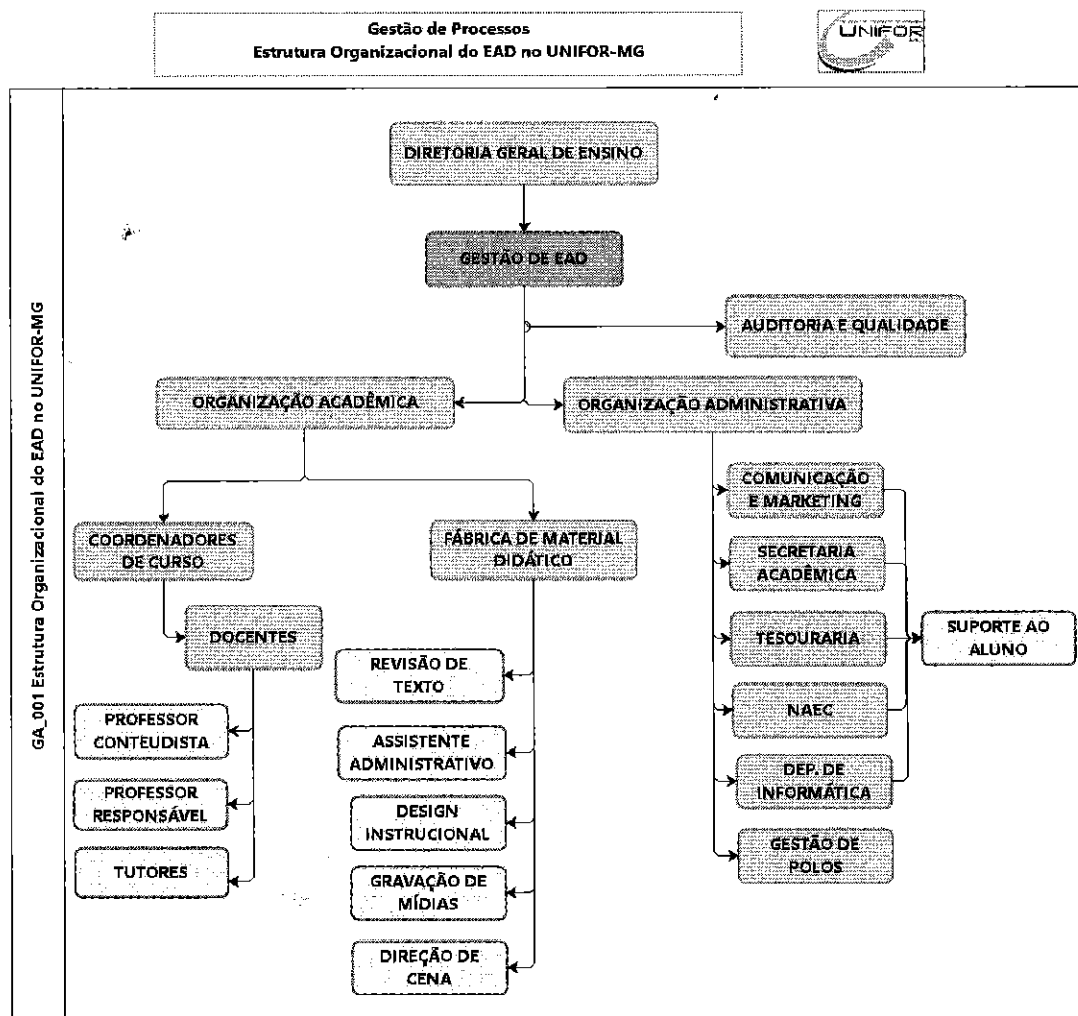 Gestão de Processos
Estrutura Organizacional do EAD no UNIFOR-MG
UNIFOR
GA_001 Estrutura Organizacional do EAD no UNIFOR-MG
DIRETORIA GERAL DE ENSINO
GESTÃO DE EAD
AUDITORIA E QUALIDADE
ORGANIZAÇÃO ACADÊMICA
ORGANIZAÇÃO ADMINISTRATIVA
COORDENADORES
DE CURSO
DOCENTES
PROFESSOR
CONTEUDISTA
PROFESSOR
RESPONSÁVEL
TUTORES
FÁBRICA DE MATERIAL
DIDÁTICO
REVISÃO DE
TEXTO
ASSISTENTE
ADMINISTRATIVO
DESIGN
INSTRUCIONAL
GRAVAÇÃO DE
MÍDIAS
DIREÇÃO DE
CENA
COMUNICAÇÃO
E MARKETING
SECRETARIA
ACADÊMICA
TESOURARIA
NAEC
DEP. DE
INFORMÁTICA
GESTÃO DE
POLOS
SUPORTE AO
ALUNO